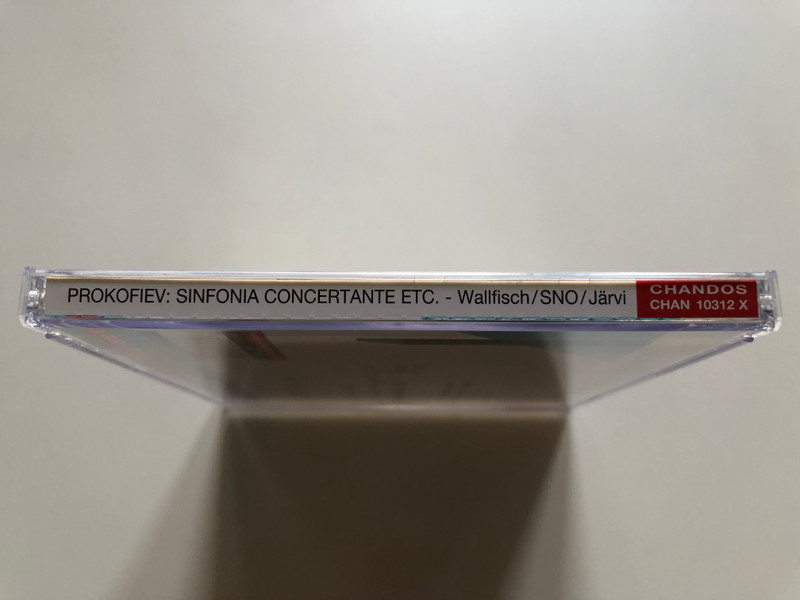 PROKOFIEV: SINFONIA CONCERTANTE ETC. - Wallfisch/SNO/Järvi
CHANDOS
CHAN 10312 X